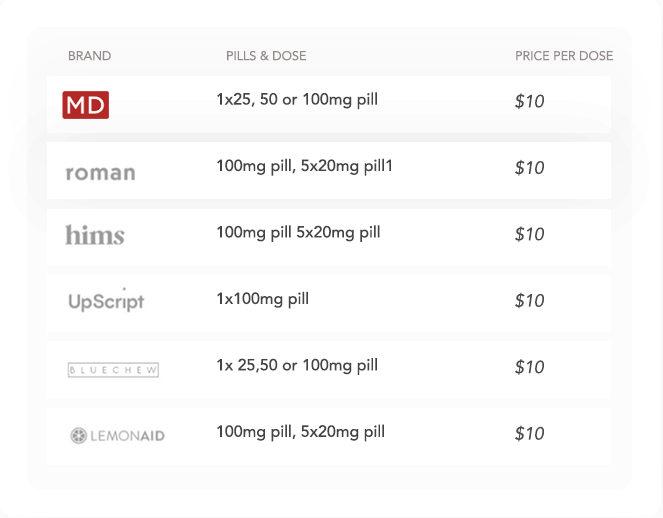 BRAND PILLS & DOSE PRICE PER DOSE
MD 1x25, 50 or 100mg pill $10
roman 100mg pill, 5x20mg pill1 $10
hims 100mg pill 5x20mg pill $10
UpScript 1x100mg pill $10
BLUECHEW 1x 25,50 or 100mg pill $10
LEMONAID 100mg pill, 5x20mg pill $10